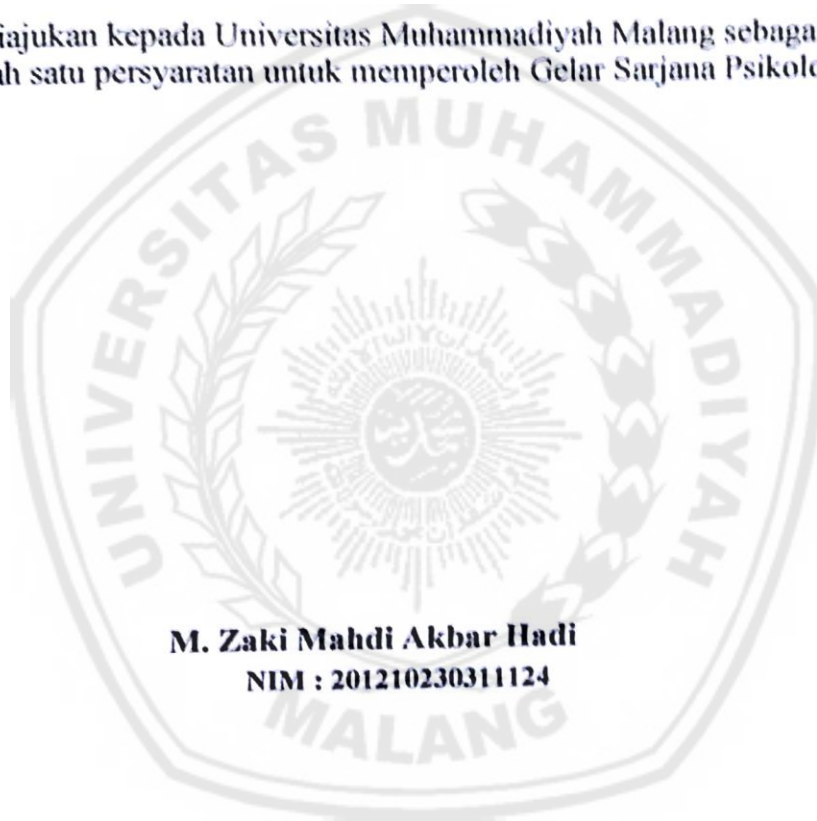 iajukan kepada Universitas Muhammadiyah Malang sebaga
ah satu persyaratan untuk memperoleh Gelar Sarjana Psikolo
UNIVERSITAS MUHAMMADIYAH
M. Zaki Mahdi Akbar Hadi
NIM : 201210230311124
MALANG